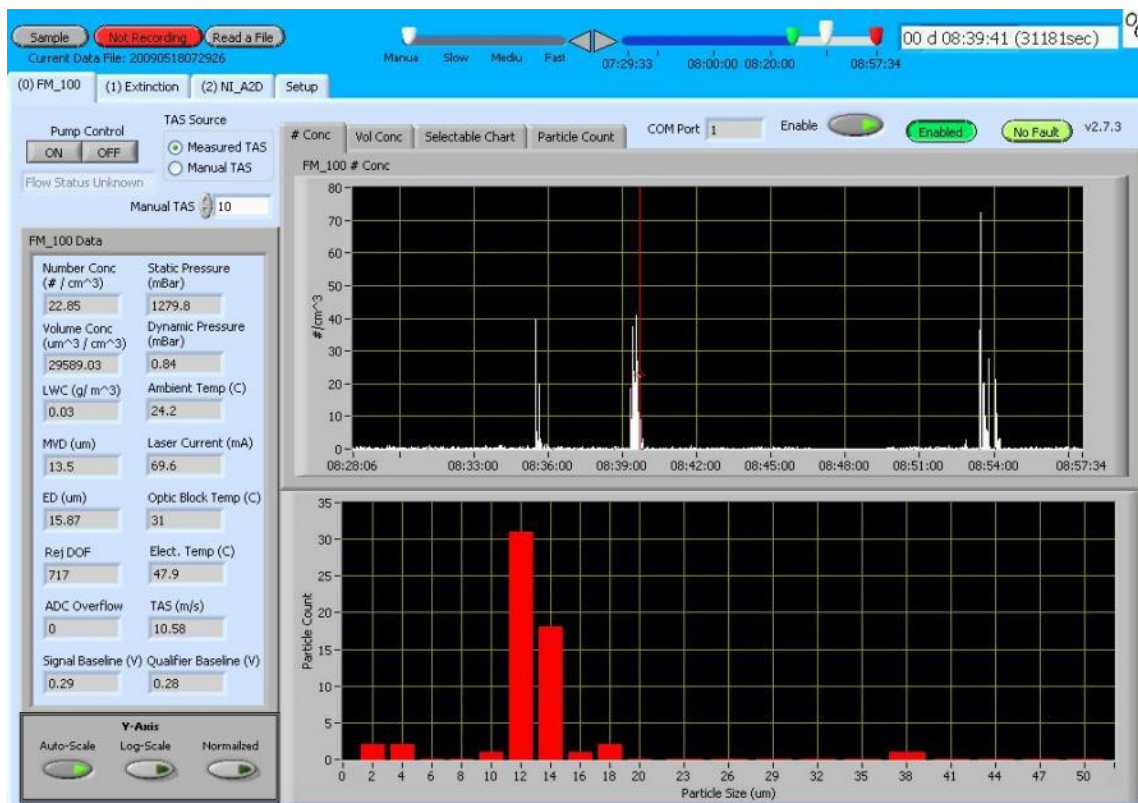 Sample Not Recording Read a File
Current Data File: 20090518072926
Manua Slow Mediu Fast
07:29:33 08:00:00 08:20:00 08:57:34
00 d 08:39:41 (31181sec)
(0) FM_100 (1) Extinction (2) NI_A2D Setup
Pump Control
ON OFF
Flow Status Unknown
TAS Source
Measured TAS
Manual TAS
Manual TAS 10
# Conc Vol Conc Selectable Chart Particle Count
COM Port 1 Enable Enabled No Fault v2.7.3
FM_100 Data
Number Conc (# / cm^3)
22.85
Static Pressure (mBar)
1279.8
Volume Conc (um^3 / cm^3)
29589.03
Dynamic Pressure (mBar)
0.84
LWC (g/ m^3)
0.03
Ambient Temp (C)
24.2
MVD (um)
13.5
Laser Current (mA)
69.6
ED (um)
15.87
Optic Block Temp (C)
31
Rej DOF
717
Elect. Temp (C)
47.9
ADC Overflow
0
TAS (m/s)
10.58
Signal Baseline (V)
0.29
Qualifier Baseline (V)
0.28
Y-Axis
Auto-Scale Log-Scale Normailzed
FM_100 # Conc
#/cm^3
80
70
60
50
40
30
20
10
0
08:28:06 08:33:00 08:36:00 08:39:00 08:42:00 08:45:00 08:48:00 08:51:00 08:54:00 08:57:34
Particle Count
35
30
25
20
15
10
5
0
0 2 4 6 8 10 12 14 16 18 20 23 26 29 32 35 38 41 44 47 50
Particle Size (um)